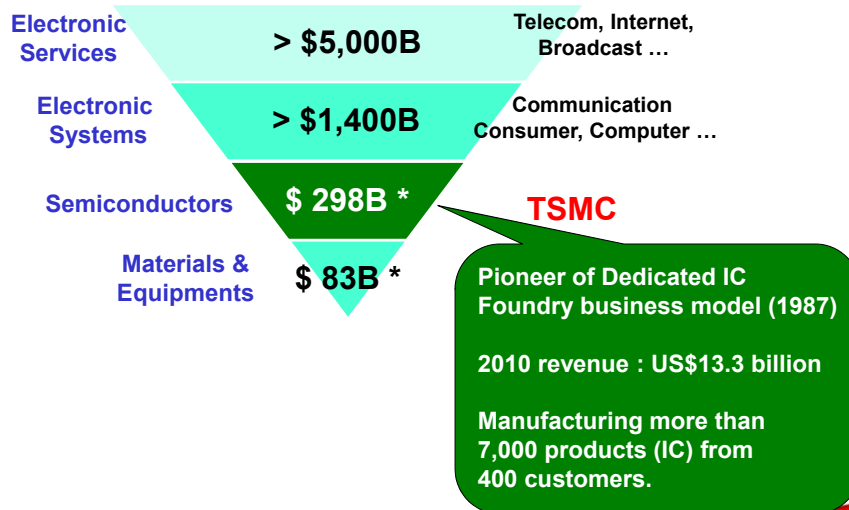 Electronic
Services
> $5,000B
Telecom, Internet,
Broadcast …
Electronic
Systems
> $1,400B
Communication
Consumer, Computer …
Semiconductors
$ 298B *
TSMC
Materials &
Equipments
$ 83B *
Pioneer of Dedicated IC
Foundry business model (1987)
2010 revenue : US$13.3 billion
Manufacturing more than
7,000 products (IC) from
400 customers.